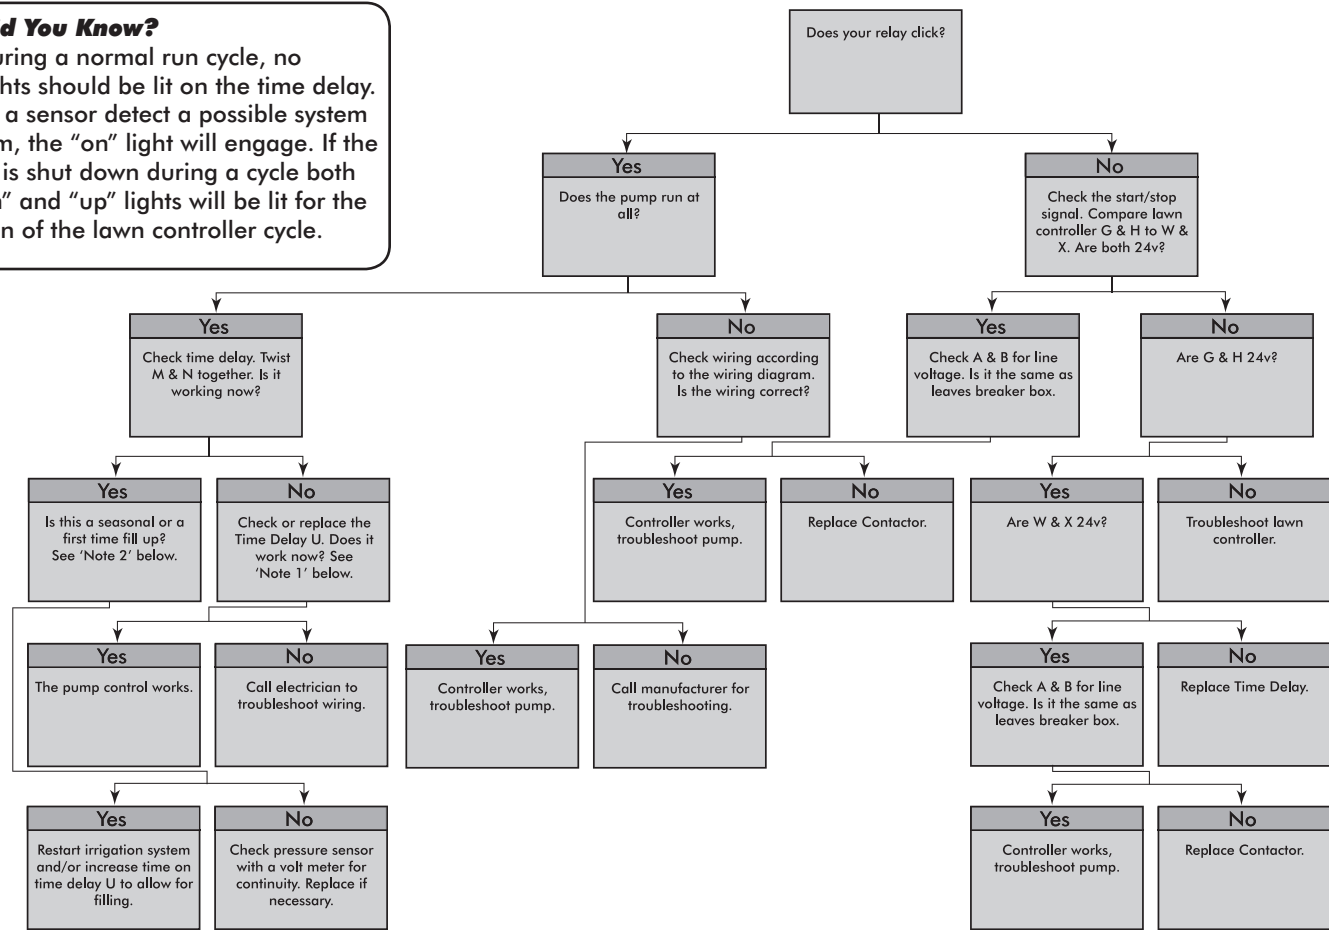 d You Know?
uring a normal run cycle, no
hts should be lit on the time delay.
a sensor detect a possible system
m, the “on” light will engage. If the
is shut down during a cycle both
” and “up” lights will be lit for the
n of the lawn controller cycle.
Does your relay click?
Yes
Does the pump run at
all?
No
Check the start/stop
signal. Compare lawn
controller G & H to W &
X. Are both 24v?
Yes
Check time delay. Twist
M & N together. Is it
working now?
No
Check wiring according
to the wiring diagram.
Is the wiring correct?
Yes
Check A & B for line
voltage. Is it the same as
leaves breaker box.
No
Are G & H 24v?
Yes
Is this a seasonal or a
first time fill up?
See ‘Note 2’ below.
No
Check or replace the
Time Delay U. Does it
work now? See
‘Note 1’ below.
Yes
Controller works,
troubleshoot pump.
No
Replace Contactor.
Yes
Are W & X 24v?
No
Troubleshoot lawn
controller.
Yes
The pump control works.
No
Call electrician to
troubleshoot wiring.
Yes
Controller works,
troubleshoot pump.
No
Call manufacturer for
troubleshooting.
Yes
Check A & B for line
voltage. Is it the same as
leaves breaker box.
No
Replace Time Delay.
Yes
Restart irrigation system
and/or increase time on
time delay U to allow for
filling.
No
Check pressure sensor
with a volt meter for
continuity. Replace if
necessary.
Yes
Controller works,
troubleshoot pump.
No
Replace Contactor.